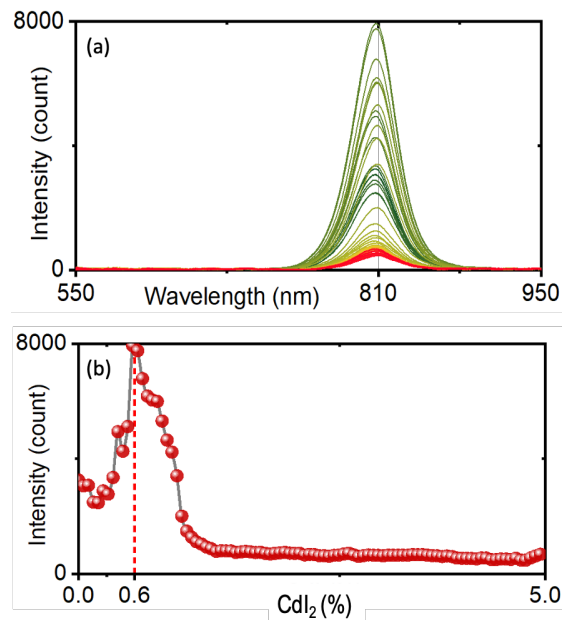 8000
(a)
Intensity (count)
0
550
Wavelength (nm)
810
950
8000
(b)
Intensity (count)
0
0.0
0.6
5.0
CdI₂ (%)